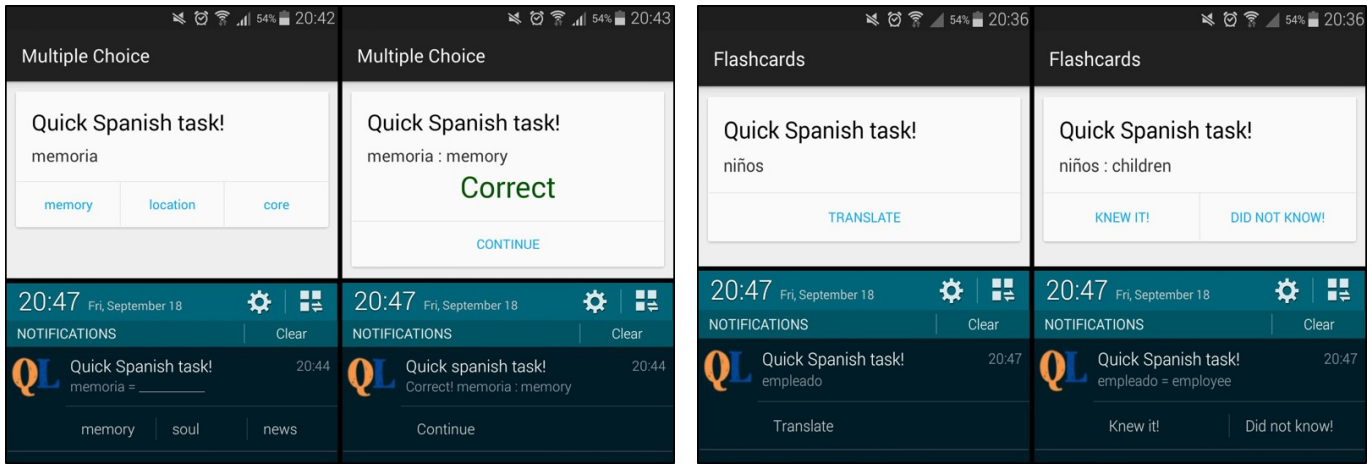 54% 20:42
Multiple Choice
Quick Spanish task!
memoria
memory location core
54% 20:43
Multiple Choice
Quick Spanish task!
memoria : memory
Correct
CONTINUE
20:47 Fri, September 18
NOTIFICATIONS Clear
QL Quick Spanish task! 20:44
memoria = __________
memory soul news
20:47 Fri, September 18
NOTIFICATIONS Clear
QL Quick spanish task! 20:44
Correct! memoria : memory
Continue
54% 20:36
Flashcards
Quick Spanish task!
niños
TRANSLATE
54% 20:36
Flashcards
Quick Spanish task!
niños : children
KNEW IT! DID NOT KNOW!
20:47 Fri, September 18
NOTIFICATIONS Clear
QL Quick Spanish task! 20:47
empleado
Translate
20:47 Fri, September 18
NOTIFICATIONS Clear
QL Quick Spanish task! 20:47
empleado = employee
Knew it! Did not know!